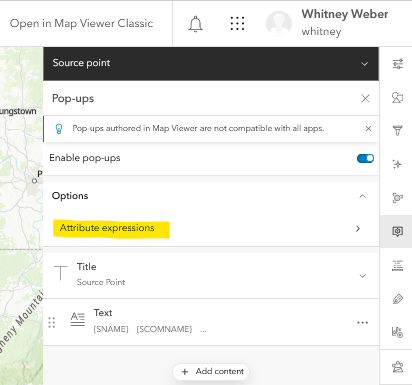 Open in Map Viewer Classic
Whitney Weber
whitney
Source point
ungstown
Pop-ups
Pop-ups authored in Map Viewer are not compatible with all apps.
Enable pop-ups
P
Options
Attribute expressions
Title
Source Point
Text
{SNAME} {SCOMNAME} ...
gheny Mountai
Add content